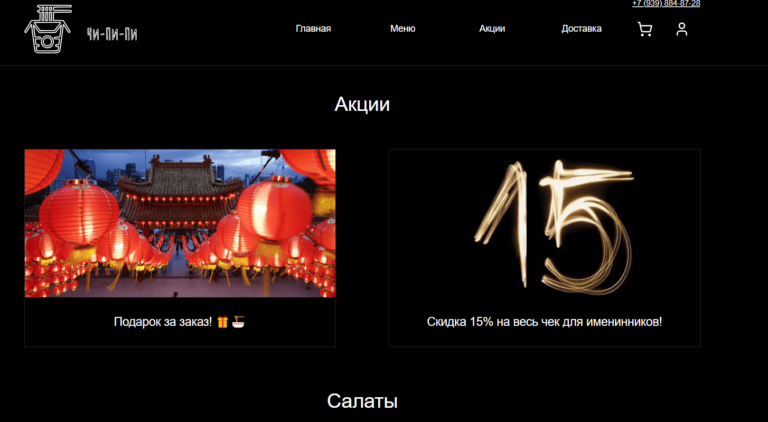 +7 (939) 884-87-28
Чи-Пи-Пи
Главная Меню Акции Доставка
Акции
15
Подарок за заказ! 🎁🍜
Скидка 15% на весь чек для именинников!
Салаты